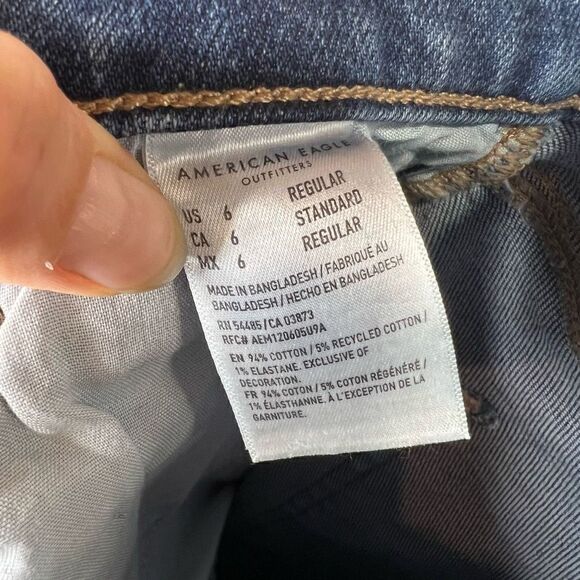 AMERICAN EAGLE
OUTFITTERS
US 6 REGULAR
CA 6 STANDARD
MX 6 REGULAR
MADE IN BANGLADESH / FABRIQUÉ AU
BANGLADESH / HECHO EN BANGLADESH
RN 54485 / CA 03873
RFC# AEM120605U9A
EN 94% COTTON / 5% RECYCLED COTTON /
1% ELASTANE. EXCLUSIVE OF
DECORATION.
FR 94% COTON / 5% COTON RÉGÉNÉRÉ /
1% ÉLASTHANNE. À L'EXCEPTION DE LA
GARNITURE.